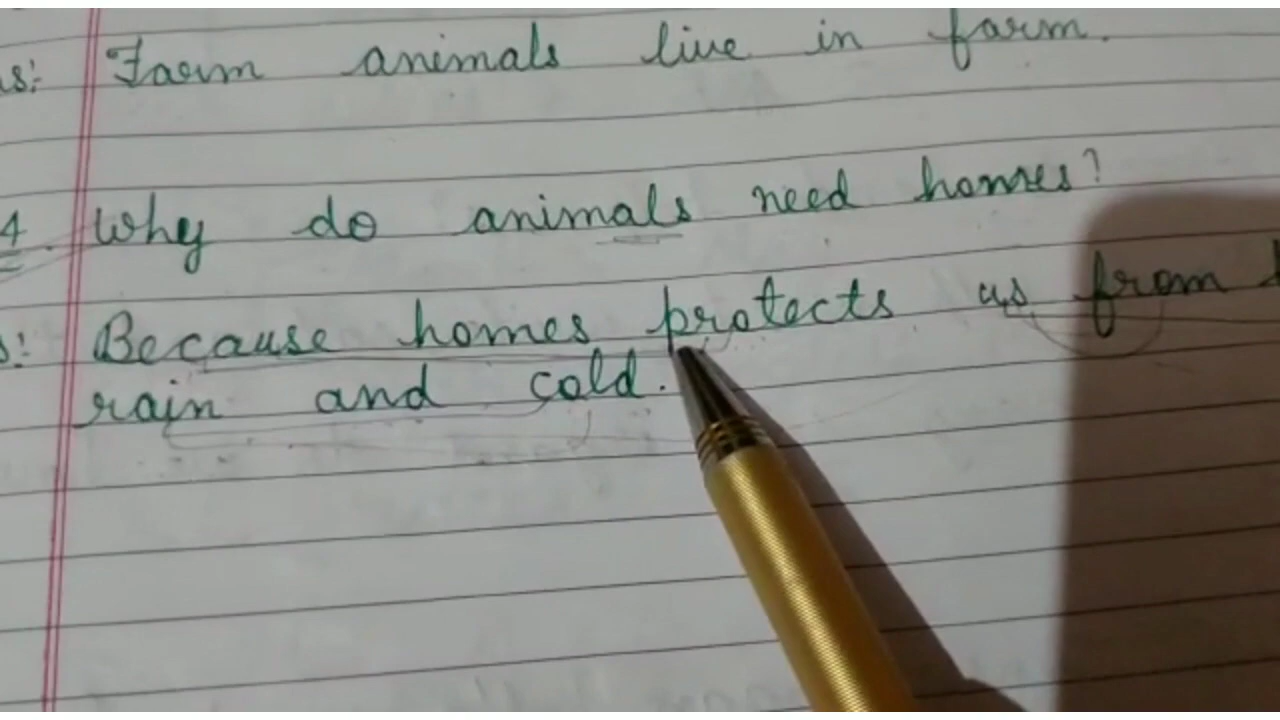 ns: Farm animals live in farm.
4. Why do animals need homes?
s: Because homes protects us from
rain and cold.